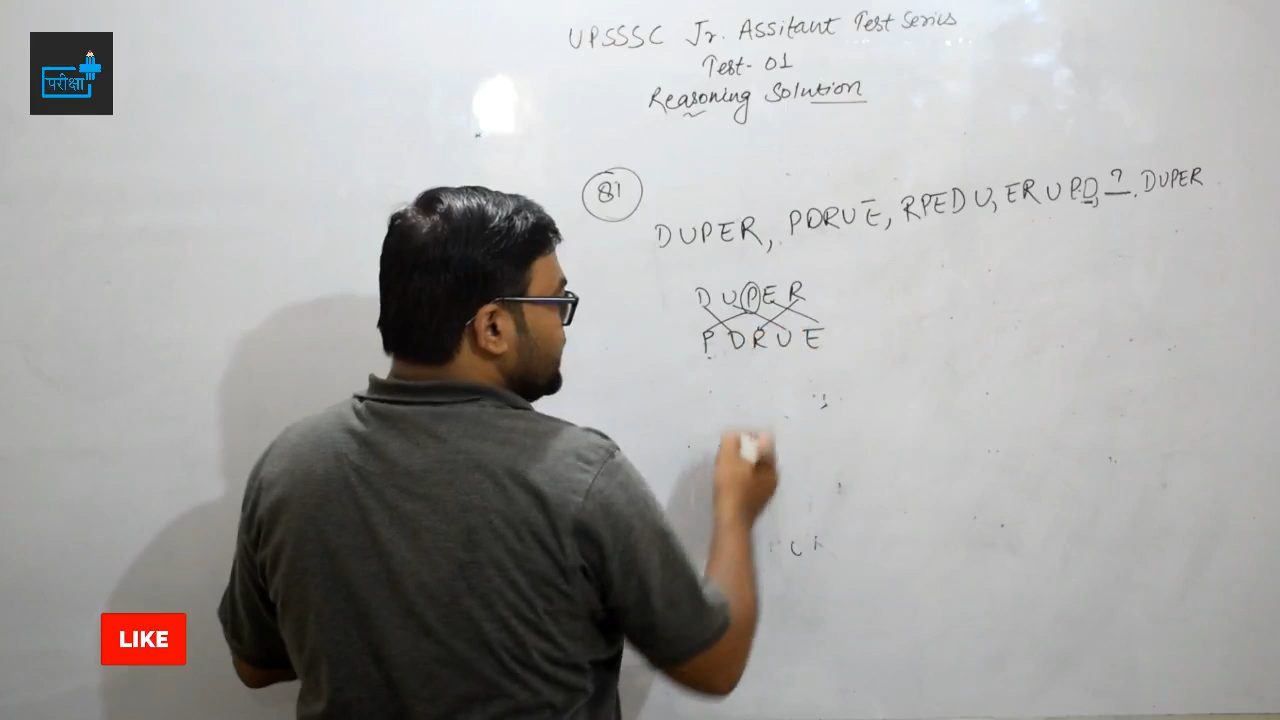 परीक्षा
UPSSSC Jr. Assitant Test Series
Test-01
Reasoning Solution
81
DUPER, PDRUE, RPEDU, ERUPD, ?, DUPER
DUPER
PDRUE
LIKE